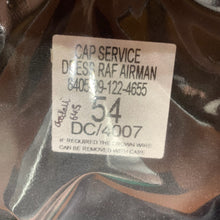 CAP SERVICE
DRESS RAF AIRMAN
8405-99-122-4655
54
DC/4007
IF REQUIRED THE CROWN WIRE
CAN BE REMOVED WITH CARE